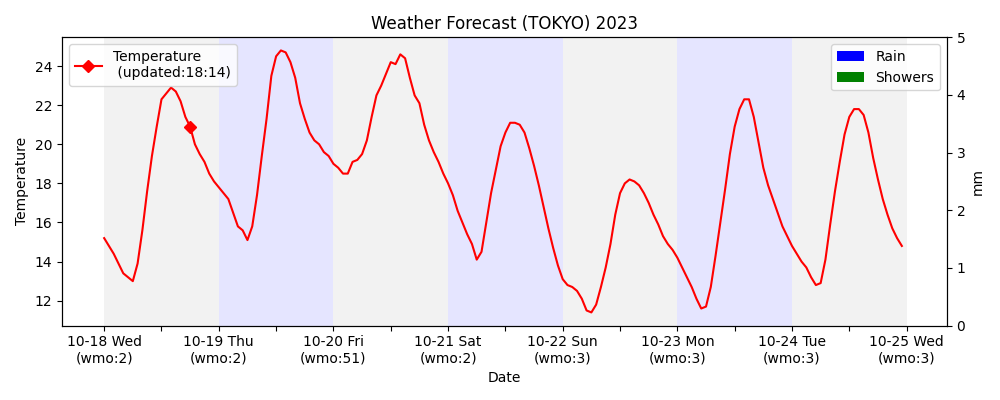 Weather Forecast (TOKYO) 2023
Temperature
(updated:18:14)
Rain
Showers
Temperature
24
22
20
18
16
14
12
5
4
3
2
1
0
mm
10-18 Wed 10-19 Thu 10-20 Fri 10-21 Sat 10-22 Sun 10-23 Mon 10-24 Tue 10-25 Wed
(wmo:2) (wmo:2) (wmo:51) (wmo:2) (wmo:3) (wmo:3) (wmo:3) (wmo:3)
Date